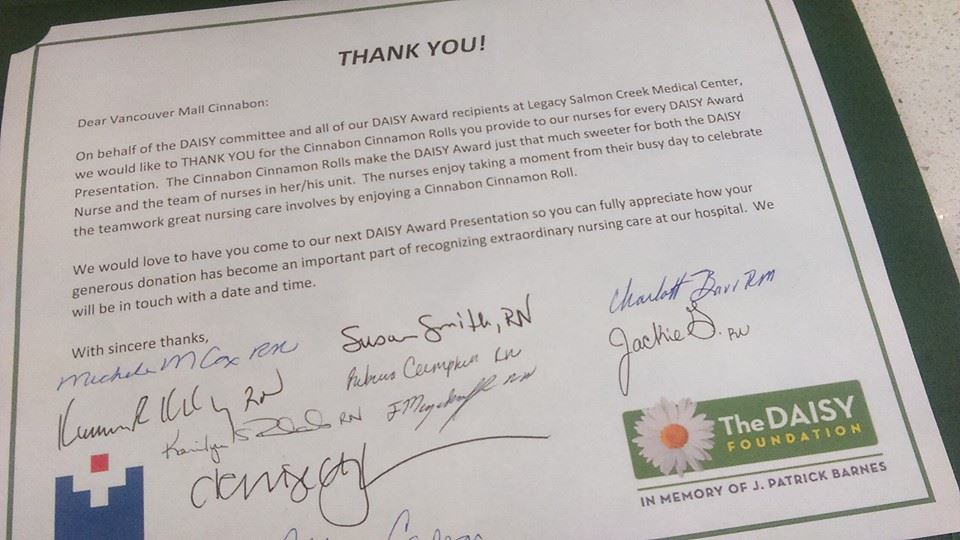 THANK YOU!
Dear Vancouver Mall Cinnabon:
On behalf of the DAISY committee and all of our DAISY Award recipients at Legacy Salmon Creek Medical Center,
we would like to THANK YOU for the Cinnabon Cinnamon Rolls you provide to our nurses for every DAISY Award
Presentation. The Cinnabon Cinnamon Rolls make the DAISY Award just that much sweeter for both the DAISY
Nurse and the team of nurses in her/his unit. The nurses enjoy taking a moment from their busy day to celebrate
the teamwork great nursing care involves by enjoying a Cinnabon Cinnamon Roll.
We would love to have you come to our next DAISY Award Presentation so you can fully appreciate how your
generous donation has become an important part of recognizing extraordinary nursing care at our hospital. We
will be in touch with a date and time.
With sincere thanks,
Michele M Cox RN
Susan Smith, RN
Jackie G. RN
RN
RN
The DAISY
FOUNDATION
IN MEMORY OF J. PATRICK BARNES